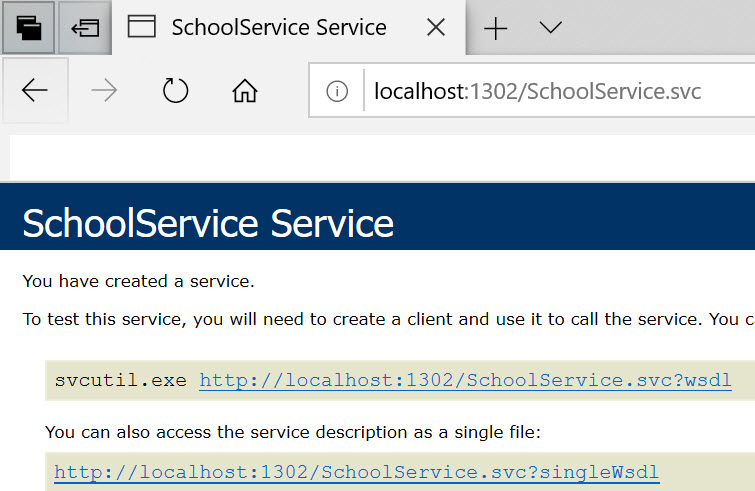 SchoolService Service
localhost:1302/SchoolService.svc
SchoolService Service
You have created a service.
To test this service, you will need to create a client and use it to call the service. You
svcutil.exe http://localhost:1302/SchoolService.svc?wsdl
You can also access the service description as a single file:
http://localhost:1302/SchoolService.svc?singleWsdl